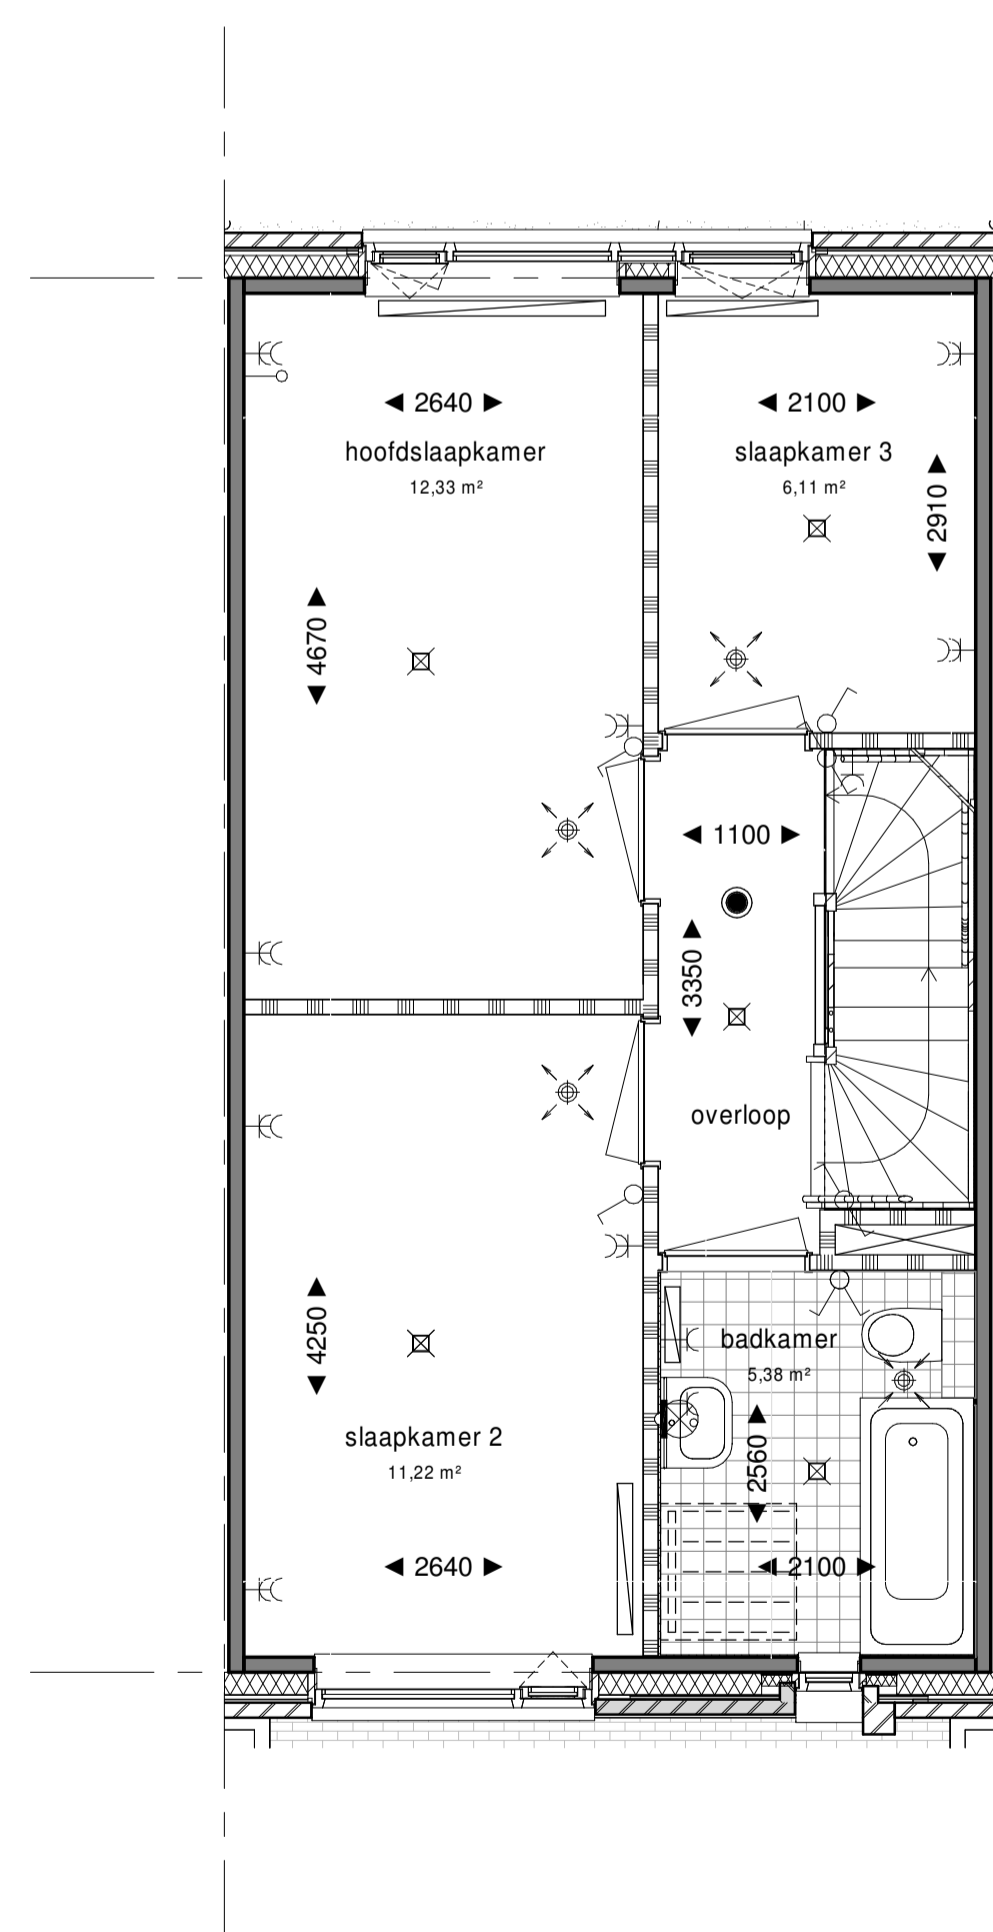 2640
hoofdslaapkamer
12,33 m²
4670
2100
slaapkamer 3
6,11 m²
2910
1100
3350
overloop
4250
slaapkamer 2
11,22 m²
2640
badkamer
5,38 m²
2560
2100